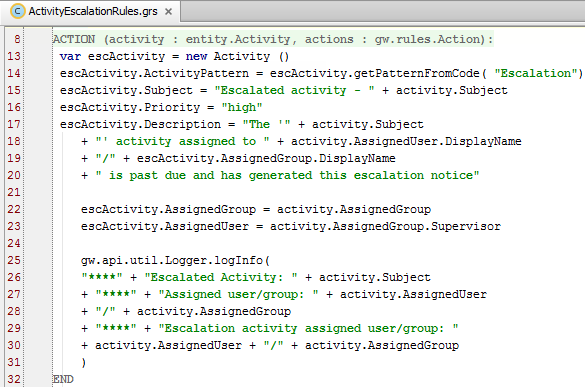 ActivityEscalationRules.grs ×
8 ACTION (activity : entity.Activity, actions : gw.rules.Action):
13 var escActivity = new Activity ()
14 escActivity.ActivityPattern = escActivity.getPatternFromCode( "Escalation")
15 escActivity.Subject = "Escalated activity - " + activity.Subject
16 escActivity.Priority = "high"
17 escActivity.Description = "The '" + activity.Subject
18 + "' activity assigned to " + activity.AssignedUser.DisplayName
19 + "/" + escActivity.AssignedGroup.DisplayName
20 + " is past due and has generated this escalation notice"
21
22 escActivity.AssignedGroup = activity.AssignedGroup
23 escActivity.AssignedUser = activity.AssignedGroup.Supervisor
24
25 gw.api.util.Logger.logInfo(
26 "****" + "Escalated Activity: " + activity.Subject
27 + "****" + "Assigned user/group: " + activity.AssignedUser
28 + "/" + activity.AssignedGroup
29 + "****" + "Escalation activity assigned user/group: "
30 + activity.AssignedUser + "/" + activity.AssignedGroup
31 )
32 END